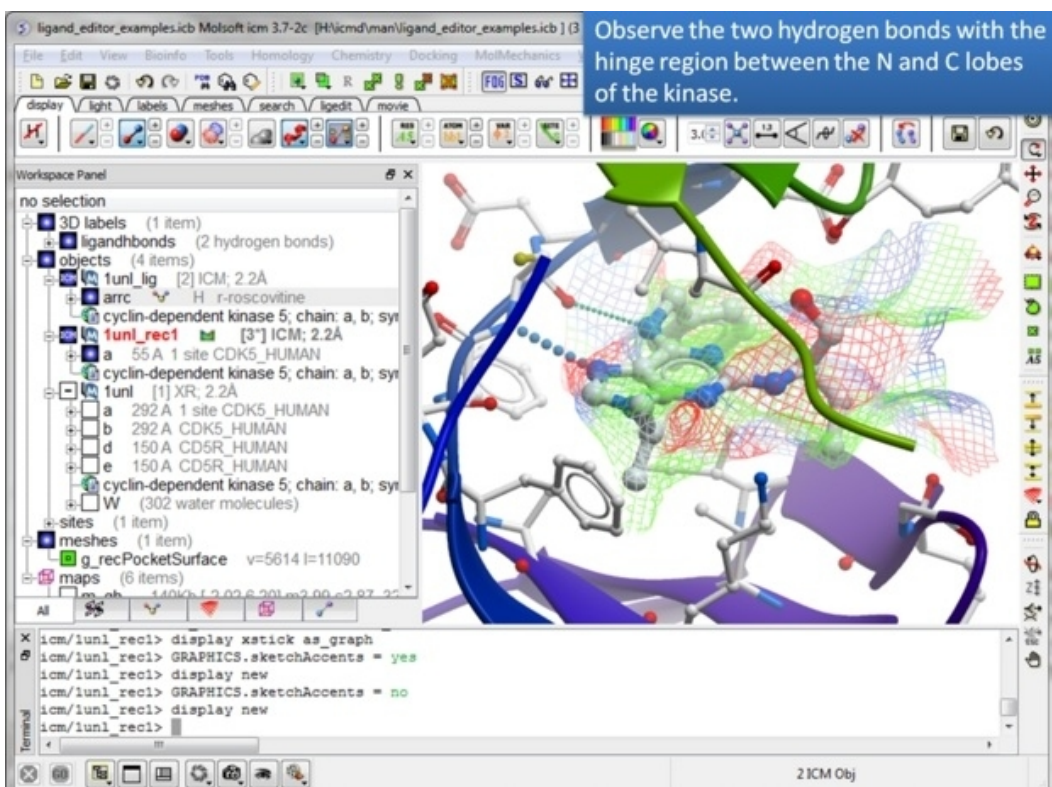 ligand_editor_examples.icb Molsoft icm 3.7-2c [H:\icmd\man\ligand_editor_examples.icb ] (3
Observe the two hydrogen bonds with the
hinge region between the N and C lobes
of the kinase.
File Edit View Bioinfo Tools Homology Chemistry Docking MolMechanics
display light labels meshes search ligedit movie
Workspace Panel
no selection
3D labels (1 item)
ligandhbonds (2 hydrogen bonds)
objects (4 items)
1unl_lig [2] ICM; 2.2Å
arrc H r-roscovitine
cyclin-dependent kinase 5; chain: a, b; syr
1unl_rec1 [3*] ICM; 2.2Å
a 55 A 1 site CDK5_HUMAN
cyclin-dependent kinase 5; chain: a, b; syr
1unl [1] XR; 2.2Å
a 292 A 1 site CDK5_HUMAN
b 292 A CDK5_HUMAN
d 150 A CD5R_HUMAN
e 150 A CD5R_HUMAN
cyclin-dependent kinase 5; chain: a, b; syr
W (302 water molecules)
sites (1 item)
meshes (1 item)
g_recPocketSurface v=5614 l=11090
maps (6 items)
All
icm/1unl_rec1> display xstick as_graph
icm/1unl_rec1> GRAPHICS.sketchAccents = yes
icm/1unl_rec1> display new
icm/1unl_rec1> GRAPHICS.sketchAccents = no
icm/1unl_rec1> display new
icm/1unl_rec1>
Terminal
2 ICM Obj